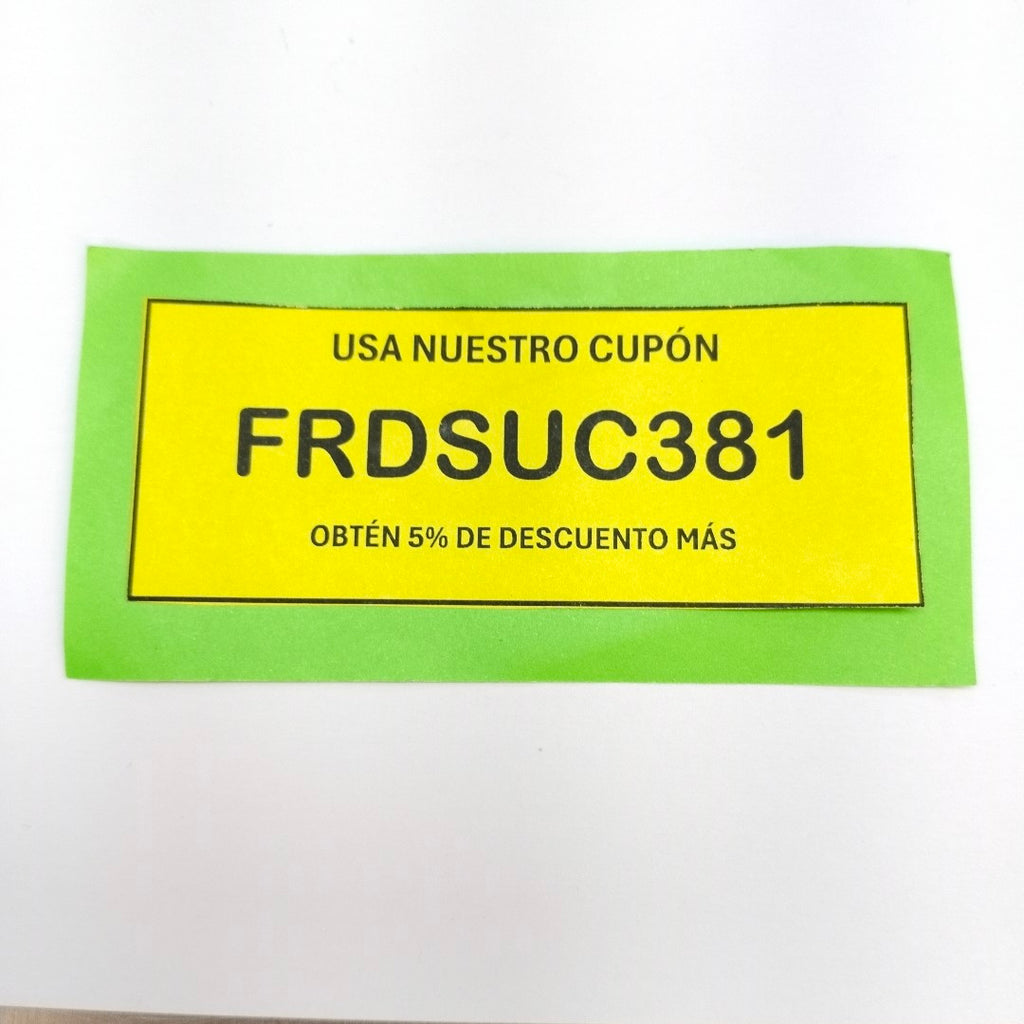 USA NUESTRO CUPÓN
FRDSUC381
OBTÉN 5% DE DESCUENTO MÁS